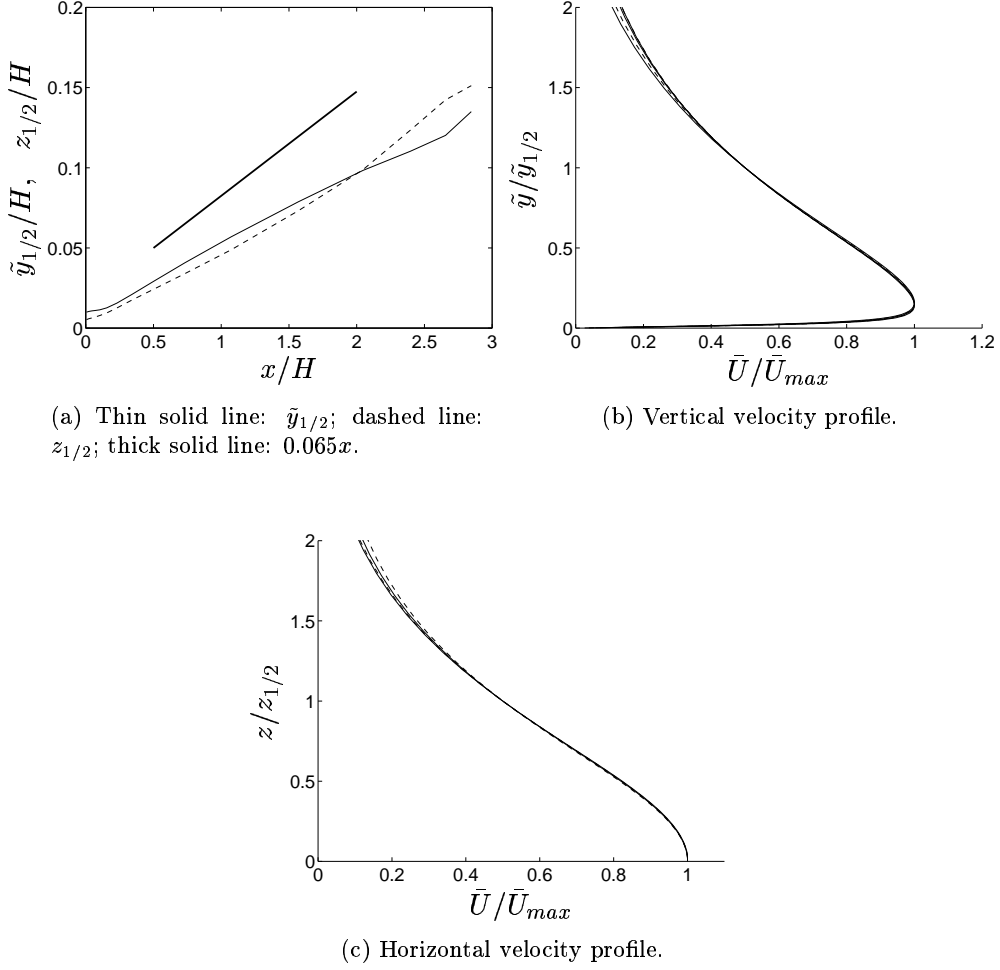 0.2
0.15
0.1
0.05
0
ỹ1/2/H, z1/2/H
0 0.5 1 1.5 2 2.5 3
x/H
2
1.5
1
0.5
0
ỹ/ỹ1/2
0 0.2 0.4 0.6 0.8 1 1.2
Ū/Ūmax
(a) Thin solid line: ỹ1/2; dashed line:
z1/2; thick solid line: 0.065x.
(b) Vertical velocity profile.
2
1.5
1
0.5
0
z/z1/2
0 0.2 0.4 0.6 0.8 1
Ū/Ūmax
(c) Horizontal velocity profile.